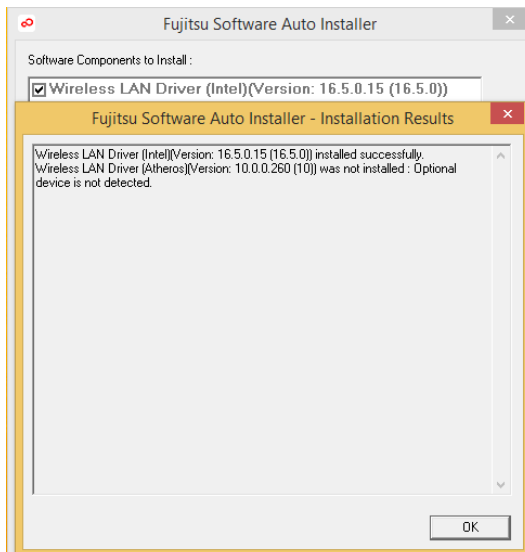 Fujitsu Software Auto Installer
Software Components to Install :
Wireless LAN Driver (Intel)(Version: 16.5.0.15 (16.5.0))
Fujitsu Software Auto Installer - Installation Results
Wireless LAN Driver (Intel)(Version: 16.5.0.15 (16.5.0)) installed successfully.
Wireless LAN Driver (Atheros)(Version: 10.0.0.260 (10)) was not installed : Optional
device is not detected.
OK